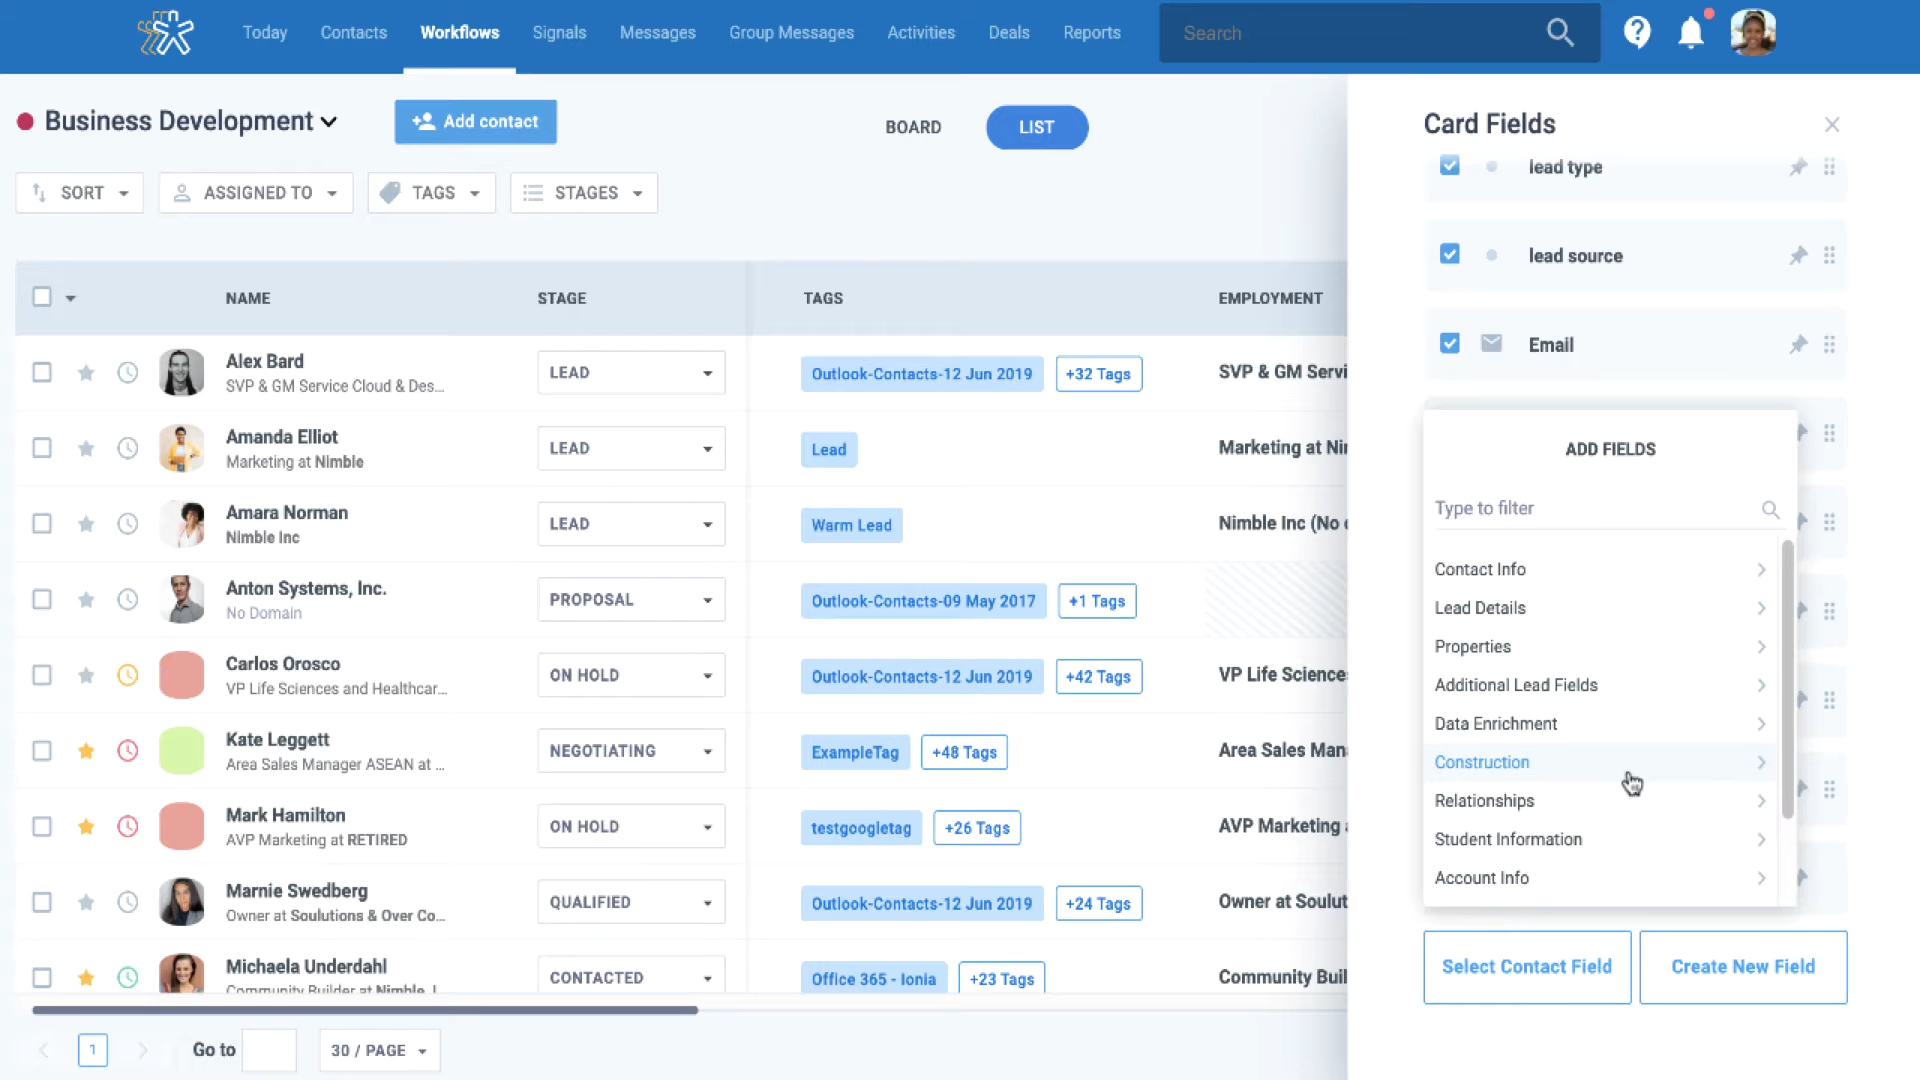 Today Contacts Workflows Signals Messages Group Messages Activities Deals Reports Search
Business Development
Add contact
BOARD
LIST
SORT
ASSIGNED TO
TAGS
STAGES
NAME STAGE TAGS EMPLOYMENT
Alex Bard
SVP & GM Service Cloud & Des...
LEAD
Outlook-Contacts-12 Jun 2019
+32 Tags
SVP & GM Servi
Amanda Elliot
Marketing at Nimble
LEAD
Lead
Marketing at Ni
Amara Norman
Nimble Inc
LEAD
Warm Lead
Nimble Inc (No
Anton Systems, Inc.
No Domain
PROPOSAL
Outlook-Contacts-09 May 2017
+1 Tags
Carlos Orosco
VP Life Sciences and Healthcar...
ON HOLD
Outlook-Contacts-12 Jun 2019
+42 Tags
VP Life Science
Kate Leggett
Area Sales Manager ASEAN at ...
NEGOTIATING
ExampleTag
+48 Tags
Area Sales Man
Mark Hamilton
AVP Marketing at RETIRED
ON HOLD
testgoogletag
+26 Tags
AVP Marketing
Marnie Swedberg
Owner at Soulutions & Over Co...
QUALIFIED
Outlook-Contacts-12 Jun 2019
+24 Tags
Owner at Soulut
Michaela Underdahl
Community Builder at Nimble, I
CONTACTED
Office 365 - Ionia
+23 Tags
Community Buil
1
Go to
30 / PAGE
Card Fields
lead type
lead source
Email
ADD FIELDS
Type to filter
Contact Info
Lead Details
Properties
Additional Lead Fields
Data Enrichment
Construction
Relationships
Student Information
Account Info
Select Contact Field
Create New Field